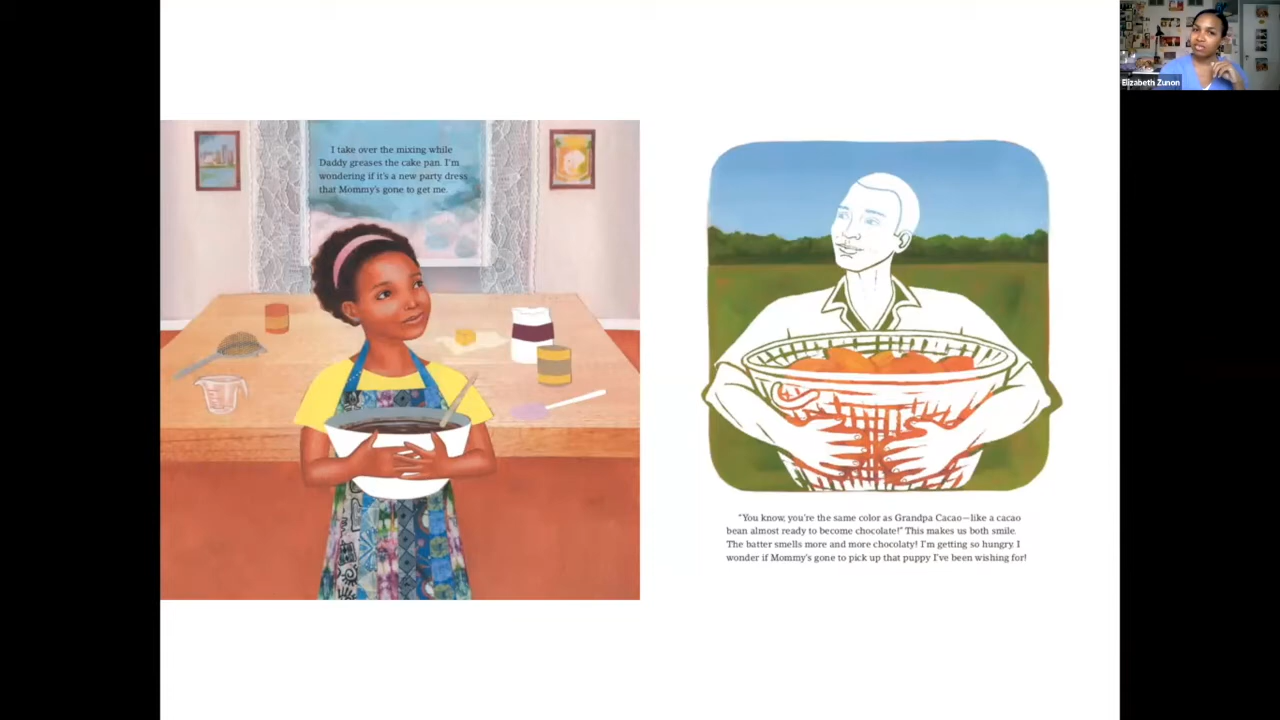 I take over the mixing while
Daddy greases the cake pan. I'm
wondering if it's a new party dress
that Mommy's gone to get me.
"You know, you're the same color as Grandpa Cacao—like a cacao
bean almost ready to become chocolate!" This makes us both smile.
The batter smells more and more chocolaty! I'm getting so hungry. I
wonder if Mommy's gone to pick up that puppy I've been wishing for!
Elizabeth Zunon